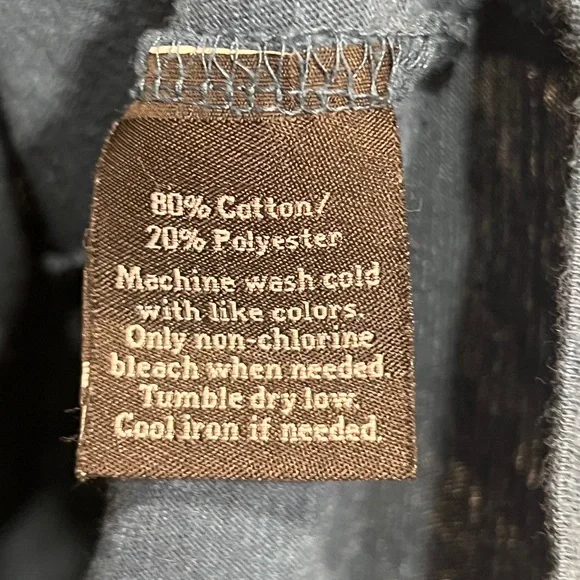 80% Cotton/
20% Polyester
Machine wash cold
with like colors.
Only non-chlorine
bleach when needed.
Tumble dry low.
Cool iron if needed.